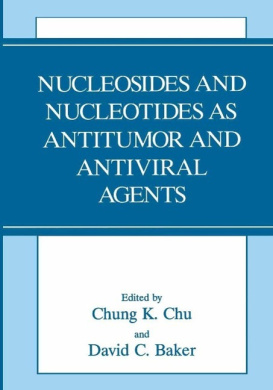 NUCLEOSIDES AND
NUCLEOTIDES AS
ANTITUMOR AND
ANTIVIRAL
AGENTS
Edited by
Chung K. Chu
and
David C. Baker